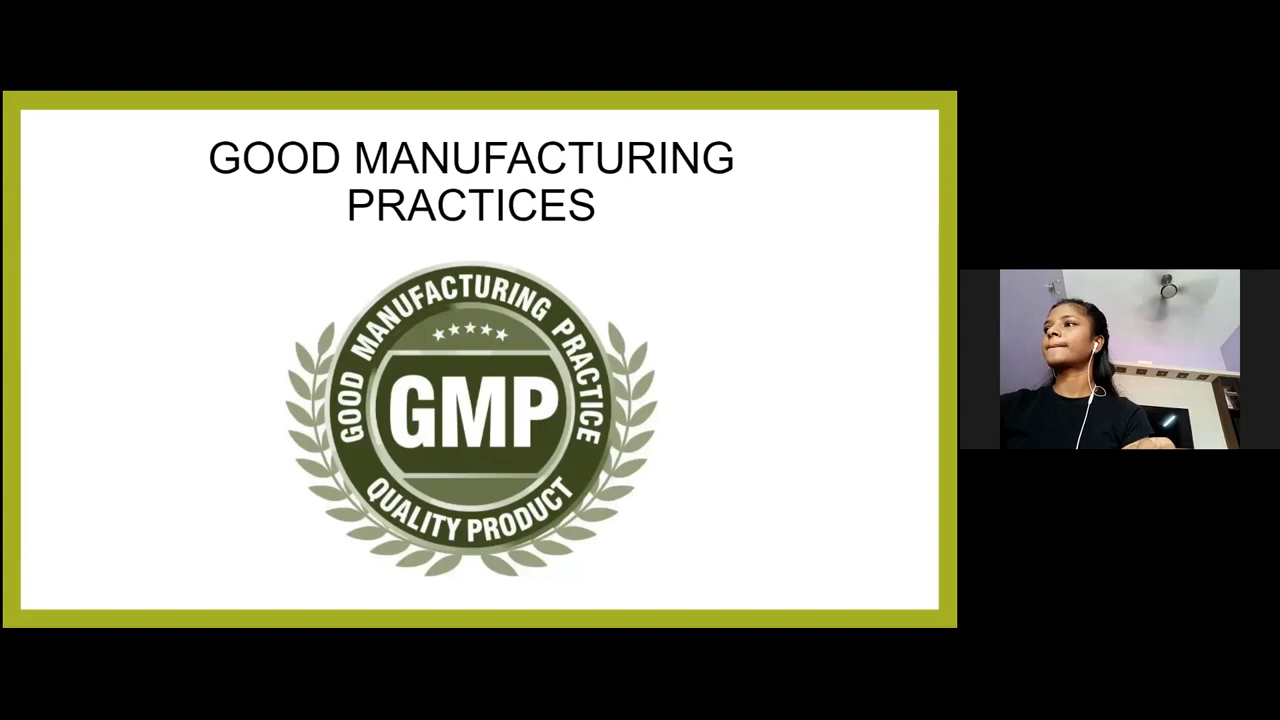 GOOD MANUFACTURING
PRACTICES
GOOD MANUFACTURING PRACTICE
GMP
QUALITY PRODUCT